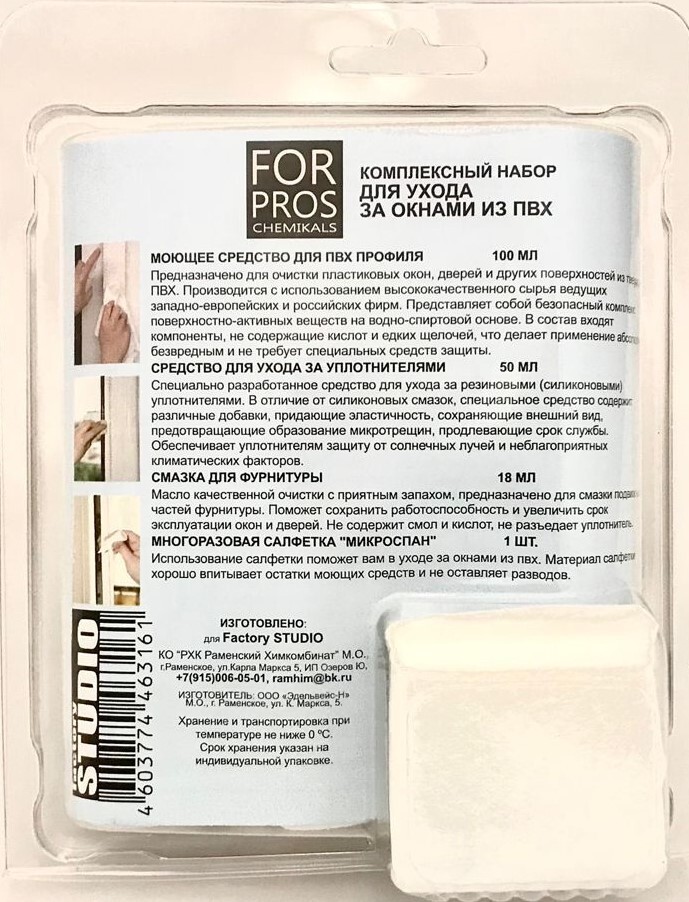 FOR
PROS
CHEMIKALS
КОМПЛЕКСНЫЙ НАБОР
ДЛЯ УХОДА
ЗА ОКНАМИ ИЗ ПВХ
МОЮЩЕЕ СРЕДСТВО ДЛЯ ПВХ ПРОФИЛЯ 100 МЛ
Предназначено для очистки пластиковых окон, дверей и других поверхностей из
ПВХ. Производится с использованием высококачественного сырья ведущих
западно-европейских и российских фирм. Представляет собой безопасный
поверхностно-активных веществ на водно-спиртовой основе. В состав входят
компоненты, не содержащие кислот и едких щелочей, что делает применение
безвредным и не требует специальных средств защиты.
СРЕДСТВО ДЛЯ УХОДА ЗА УПЛОТНИТЕЛЯМИ 50 МЛ
Специально разработанное средство для ухода за резиновыми (силиконовыми)
уплотнителями. В отличие от силиконовых смазок, специальное средство содержит
различные добавки, придающие эластичность, сохраняющие внешний вид,
предотвращающие образование микротрещин, продлевающие срок службы.
Обеспечивает уплотнителям защиту от солнечных лучей и неблагоприятных
климатических факторов.
СМАЗКА ДЛЯ ФУРНИТУРЫ 18 МЛ
Масло качественной очистки с приятным запахом, предназначено для смазки
частей фурнитуры. Поможет сохранить работоспособность и увеличить срок
эксплуатации окон и дверей. Не содержит смол и кислот, не разъедает уплотнитель.
МНОГОРАЗОВАЯ САЛФЕТКА "МИКРОСПАН" 1 ШТ.
Использование салфетки поможет вам в уходе за окнами из пвх. Материал салфетки
хорошо впитывает остатки моющих средств и не оставляет разводов.
ИЗГОТОВЛЕНО:
для Factory STUDIO
КО "РХК Раменский Химкомбинат" М.О.,
г.Раменское, ул.Карла Маркса 5, ИП Озеров Ю,
+7(915)006-05-01, ramhim@bk.ru
ИЗГОТОВИТЕЛЬ: ООО «Эдельвейс-Н»
М.О., г. Раменское, ул. К. Маркса, 5.
Хранение и транспортировка при
температуре не ниже 0 ºС.
Срок хранения указан на
индивидуальной упаковке.
factory
STUDIO
4 603774 463161